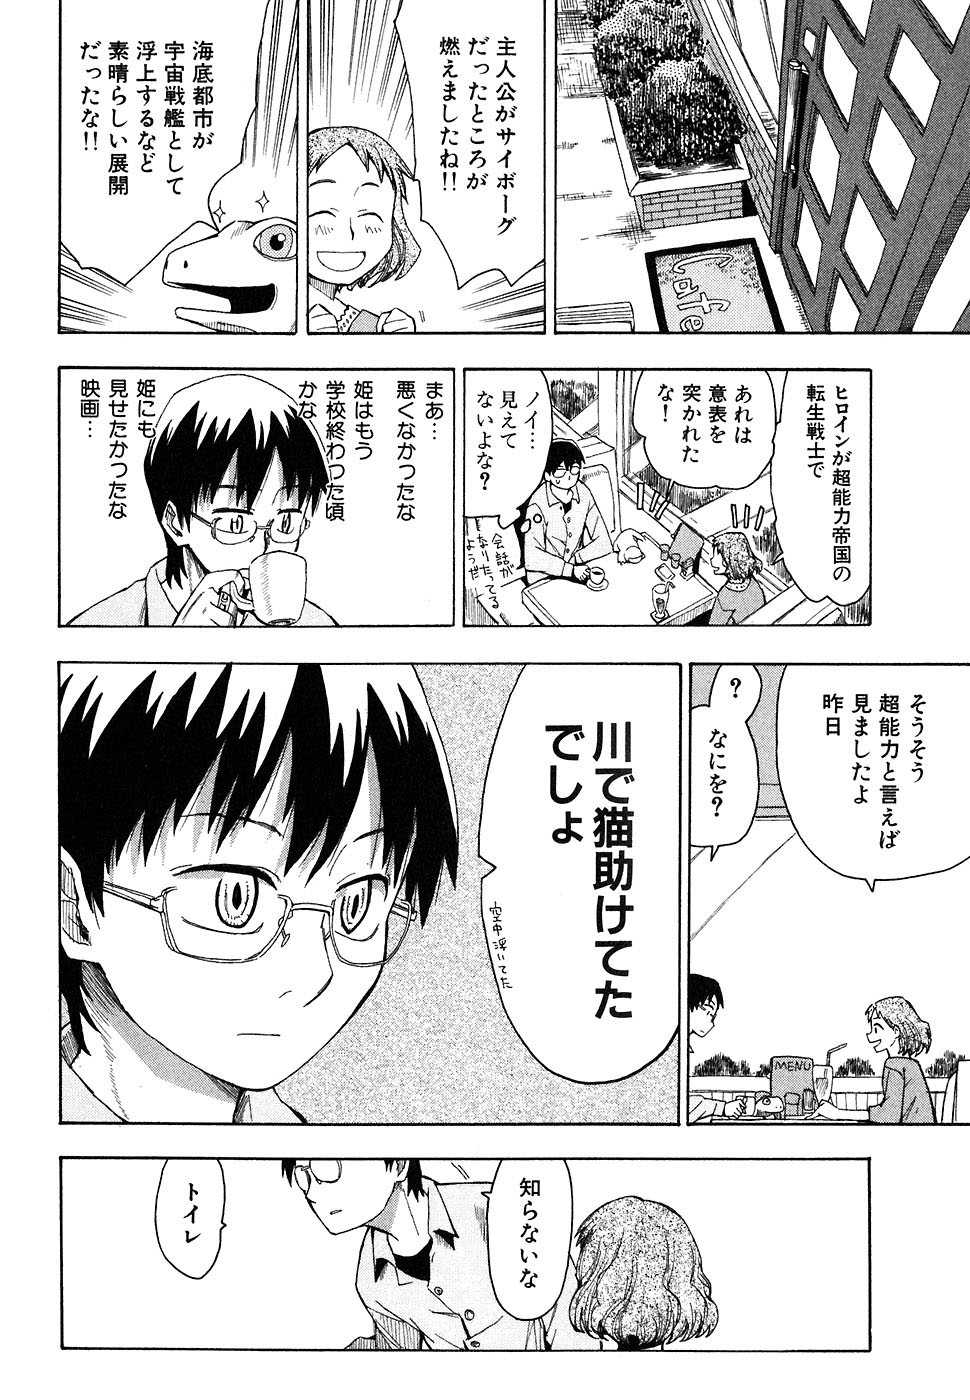 Cafe
主人公がサイボーグ
だったところが
燃えましたね!!
海底都市が
宇宙戦艦として
浮上するなど
素晴らしい展開
だったな!!
ヒロインが超能力帝国の
転生戦士で
あれは
意表を
突かれた
な!
ノイ…
見えて
ないよな?
会話が
なりたってる
ようだ
まあ…
悪くなかったな
姫はもう
学校終わった頃
かな
姫にも
見せたかったな
映画…
そうそう
超能力と言えば
見ましたよ
昨日
?
なにを?
MENU
川で猫助けてた
でしょ
空中浮いてた
知らないな
トイレ